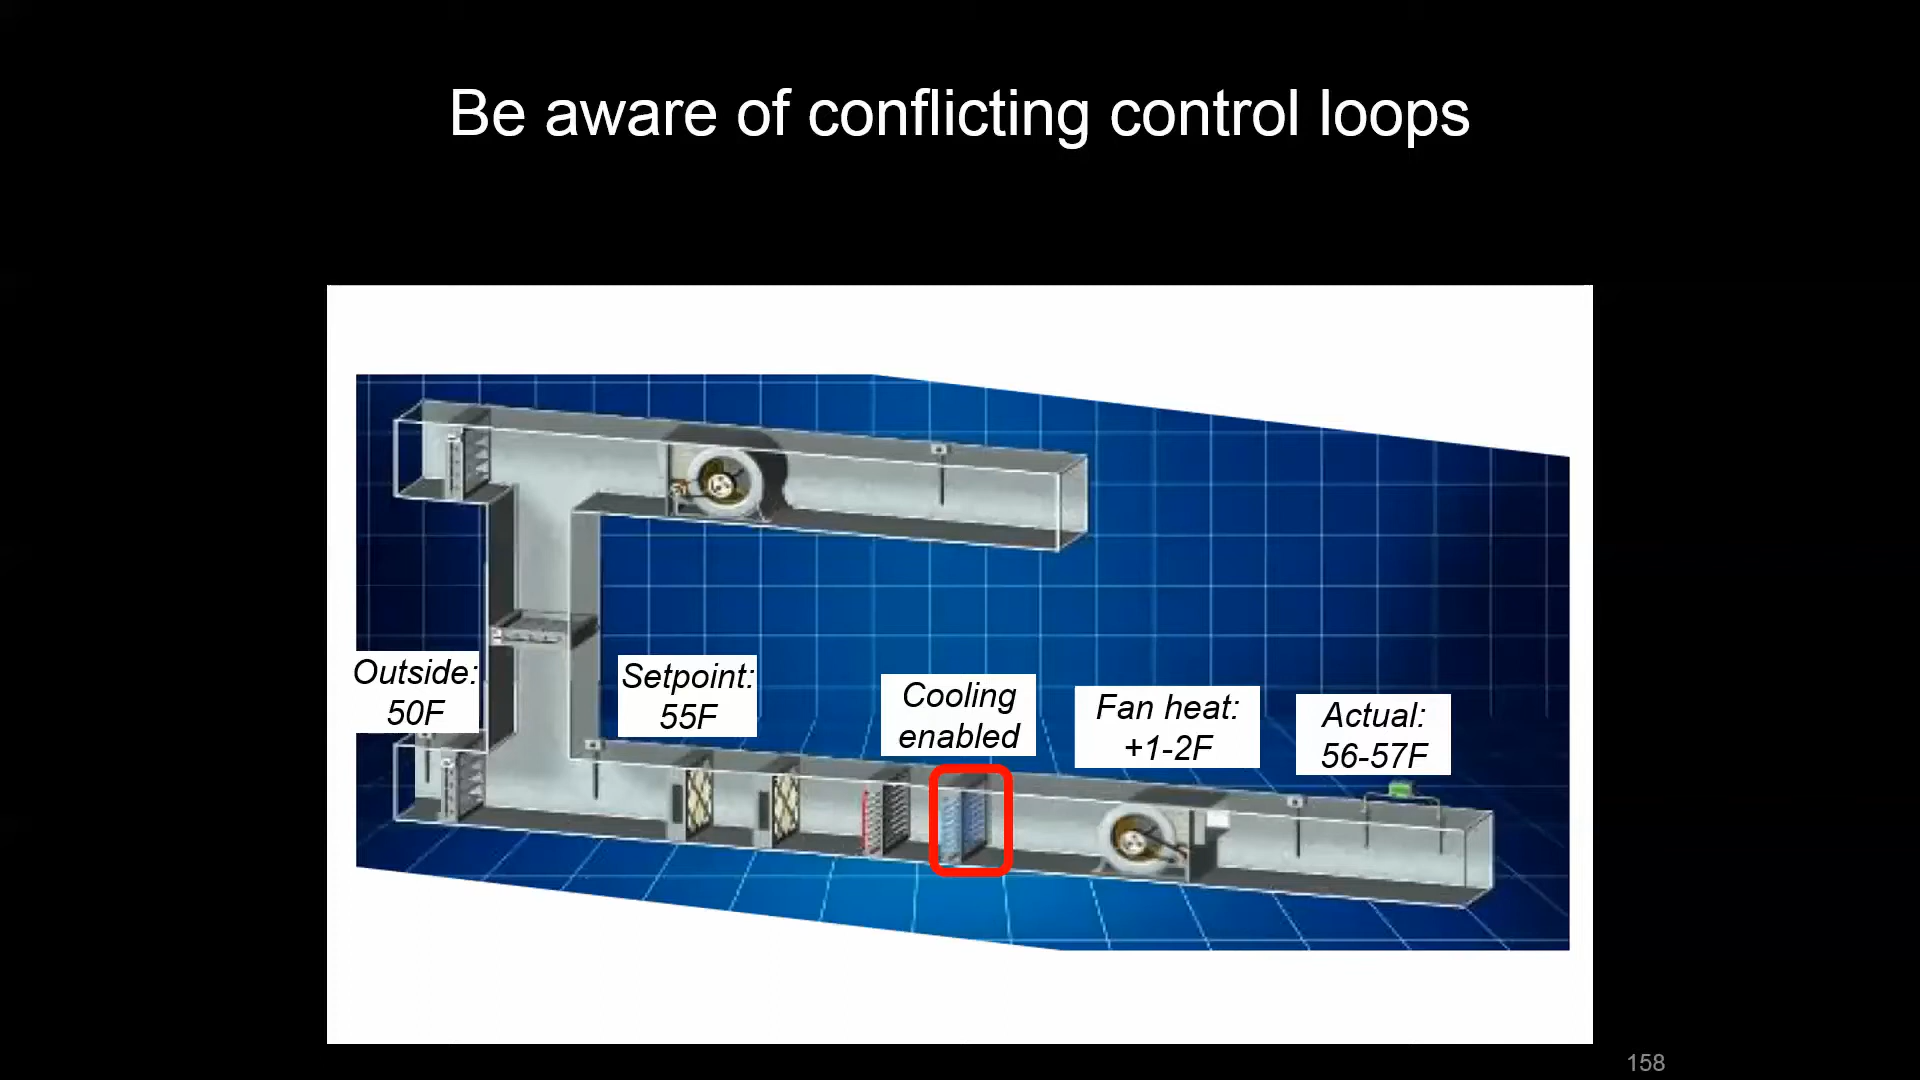 Be aware of conflicting control loops
Outside:
50F
Setpoint:
55F
Cooling
enabled
Fan heat:
+1-2F
Actual:
56-57F
158